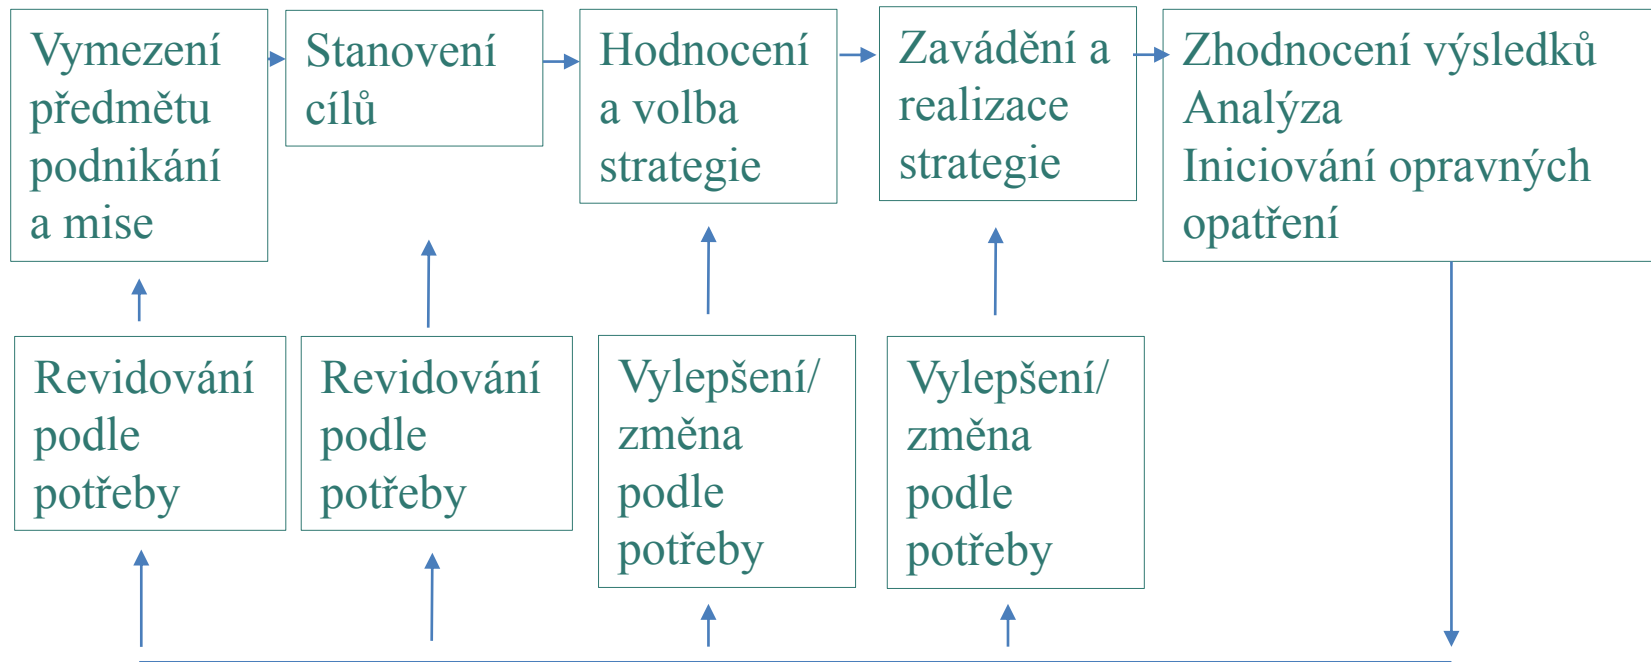 Vymezení
předmětu
podnikání
a mise
Stanovení
cílů
Hodnocení
a volba
strategie
Zavádění a
realizace
strategie
Zhodnocení výsledků
Analýza
Iniciování opravných
opatření
Revidování
podle
potřeby
Revidování
podle
potřeby
Vylepšení/
změna
podle
potřeby
Vylepšení/
změna
podle
potřeby